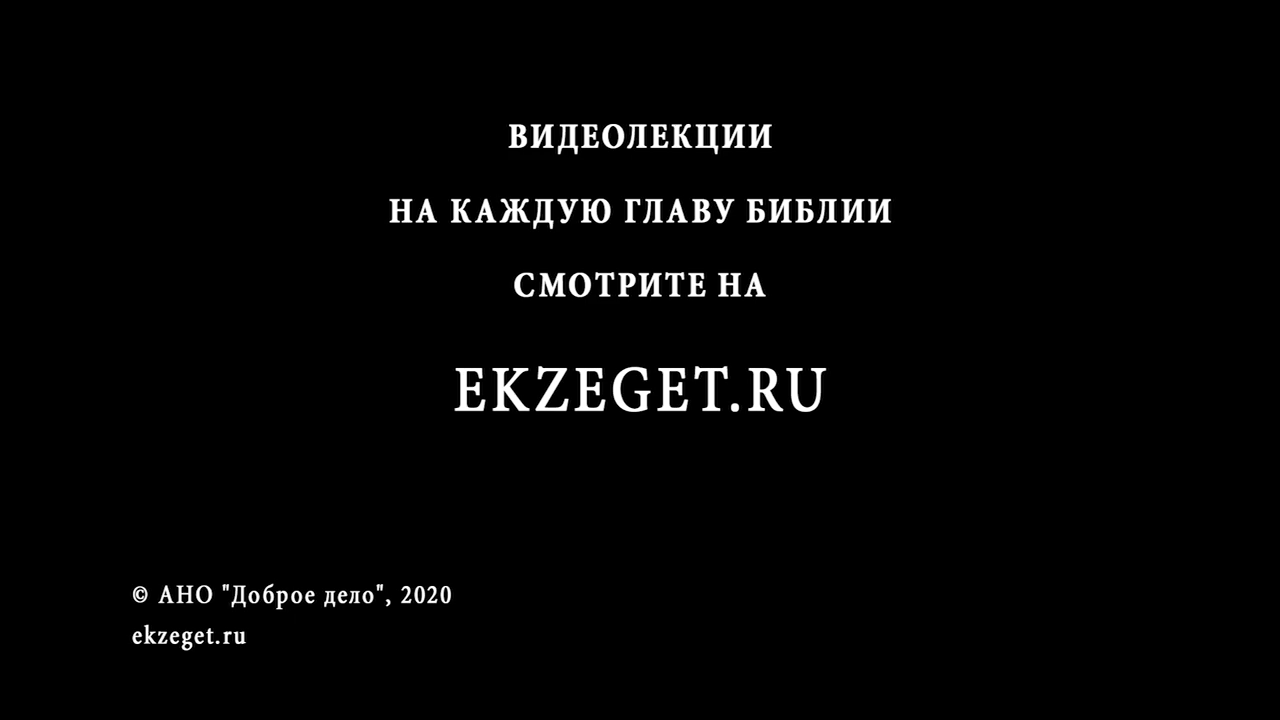 ВИДЕОЛЕКЦИИ
НА КАЖДУЮ ГЛАВУ БИБЛИИ
СМОТРИТЕ НА
EKZEGET.RU
© АНО "Доброе дело", 2020
ekzeget.ru